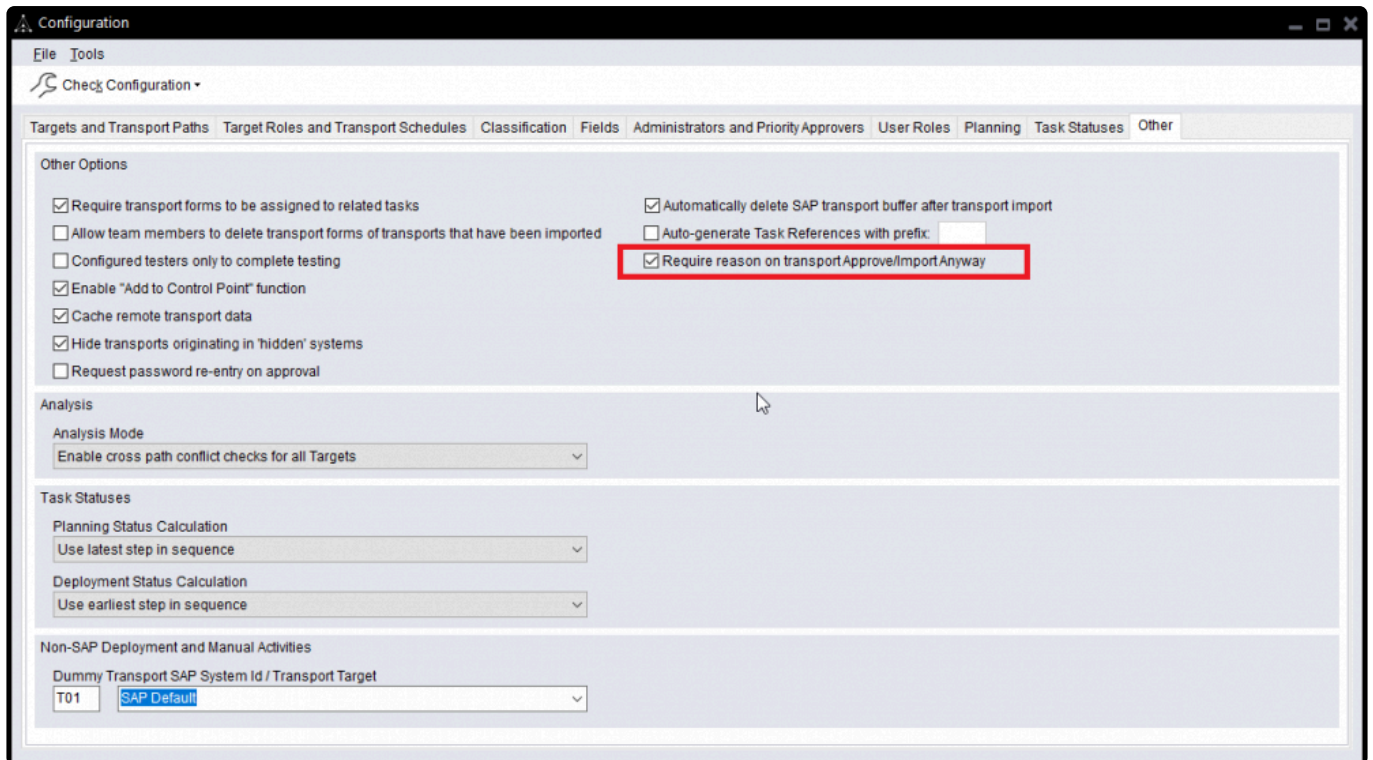 Configuration
File Tools
Check Configuration
Targets and Transport Paths Target Roles and Transport Schedules Classification Fields Administrators and Priority Approvers User Roles Planning Task Statuses Other
Other Options
Require transport forms to be assigned to related tasks
Allow team members to delete transport forms of transports that have been imported
Configured testers only to complete testing
Enable "Add to Control Point" function
Cache remote transport data
Hide transports originating in 'hidden' systems
Request password re-entry on approval
Automatically delete SAP transport buffer after transport import
Auto-generate Task References with prefix:
Require reason on transport Approve/Import Anyway
Analysis
Analysis Mode
Enable cross path conflict checks for all Targets
Task Statuses
Planning Status Calculation
Use latest step in sequence
Deployment Status Calculation
Use earliest step in sequence
Non-SAP Deployment and Manual Activities
Dummy Transport SAP System Id / Transport Target
T01 SAP Default